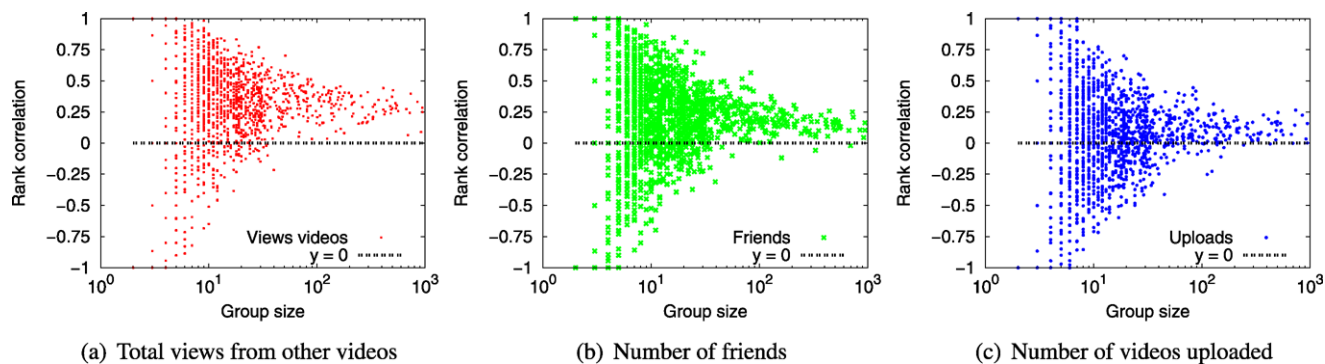 Rank correlation
1
0.75
0.5
0.25
0
−0.25
−0.5
−0.75
−1
Views videos
y = 0
10^0
10^1
10^2
10^3
Group size
(a) Total views from other videos
Rank correlation
1
0.75
0.5
0.25
0
−0.25
−0.5
−0.75
−1
Friends
y = 0
10^0
10^1
10^2
10^3
Group size
(b) Number of friends
Rank correlation
1
0.75
0.5
0.25
0
−0.25
−0.5
−0.75
−1
Uploads
y = 0
10^0
10^1
10^2
10^3
Group size
(c) Number of videos uploaded